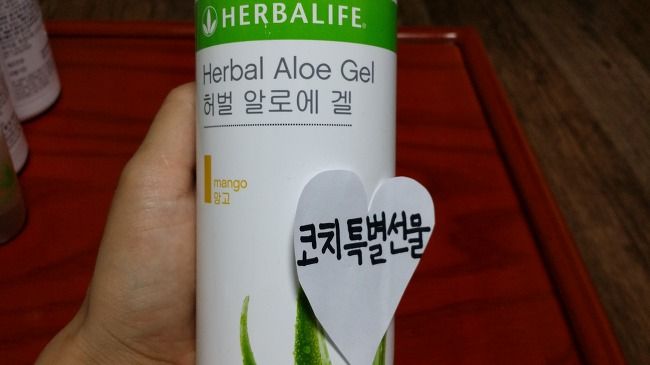 HERBALIFE
Herbal Aloe Gel
허벌 알로에 겔
mango
망고
코치특별선물